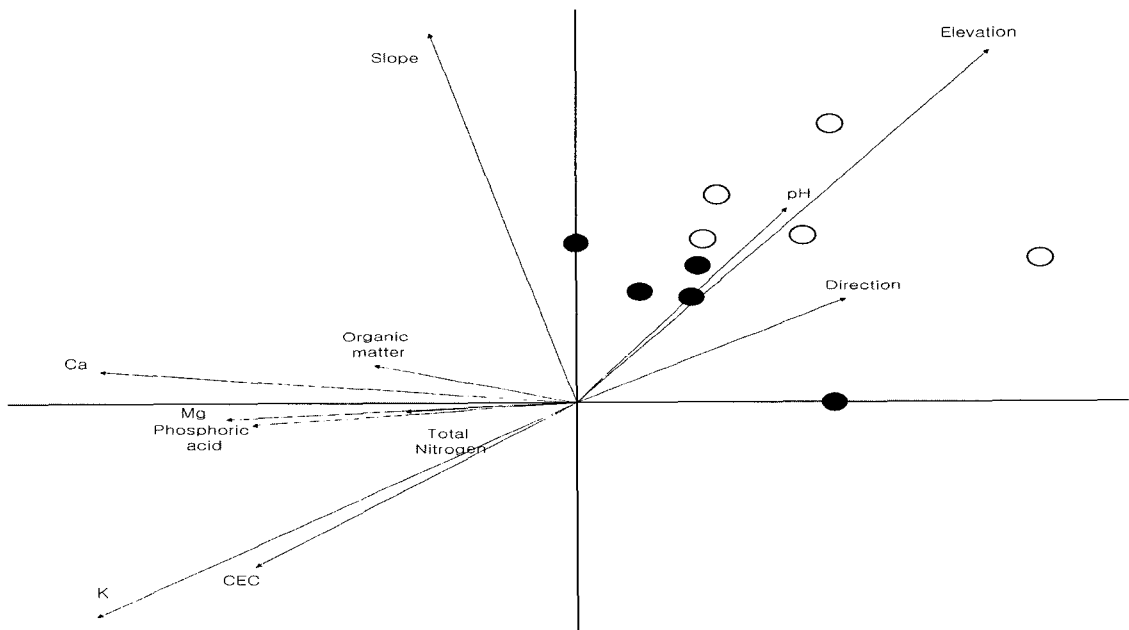 Elevation
Slope
pH
Direction
Organic
matter
Ca
Mg
Phosphoric
acid
Total
Nitrogen
CEC
K